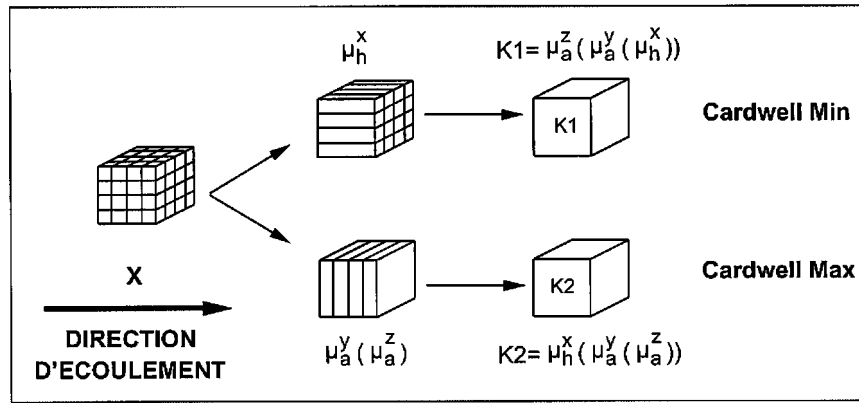 μ_h^x
K1= μ_a^z(μ_a^y(μ_h^x))
K1
Cardwell Min
X
DIRECTION
D'ECOULEMENT
K2
Cardwell Max
μ_a^y(μ_a^z)
K2= μ_h^x(μ_a^y(μ_a^z))